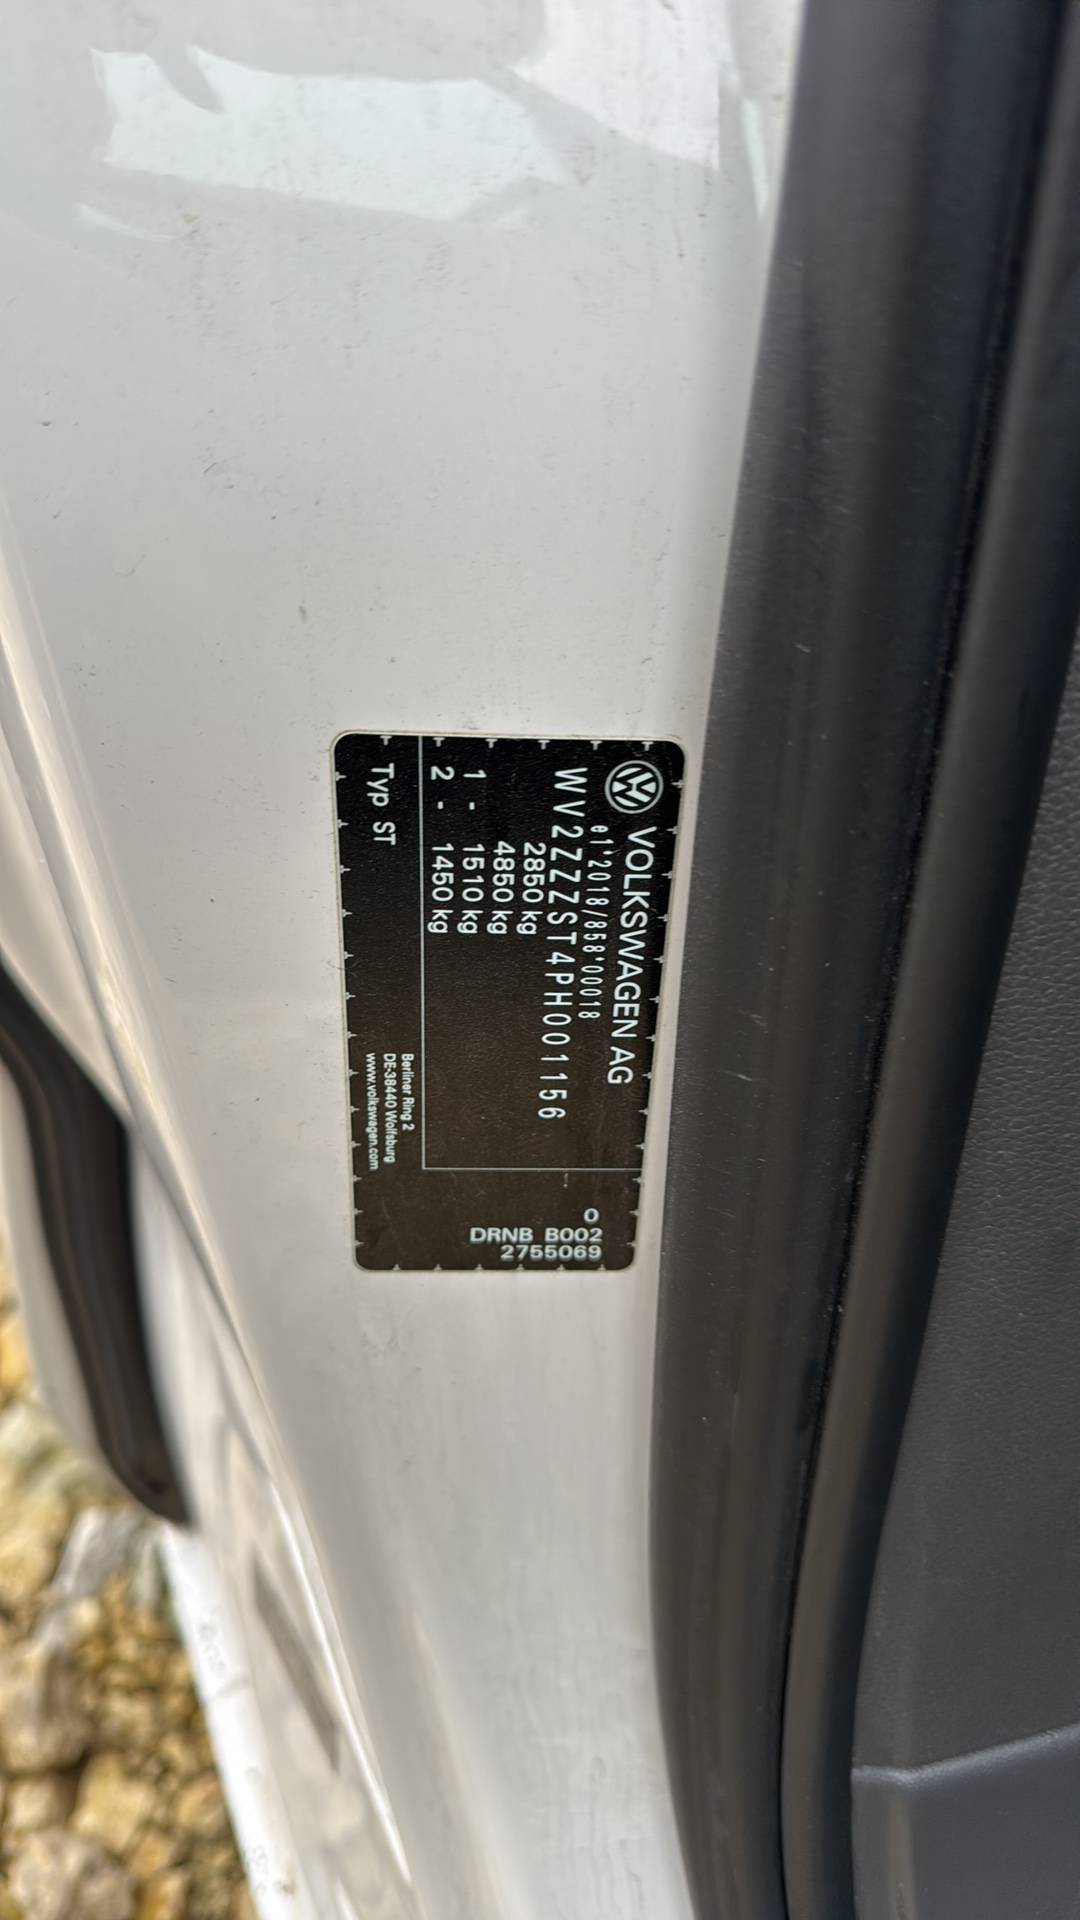 VOLKSWAGEN AG
e1*2018/858*00018
WV2ZZZST4PH001156
2850 kg
4850 kg
1 - 1510 kg
2 - 1450 kg
Typ ST
Berliner Ring 2
DE-38440 Wolfsburg
www.volkswagen.com
O
DRNB B002
2755069